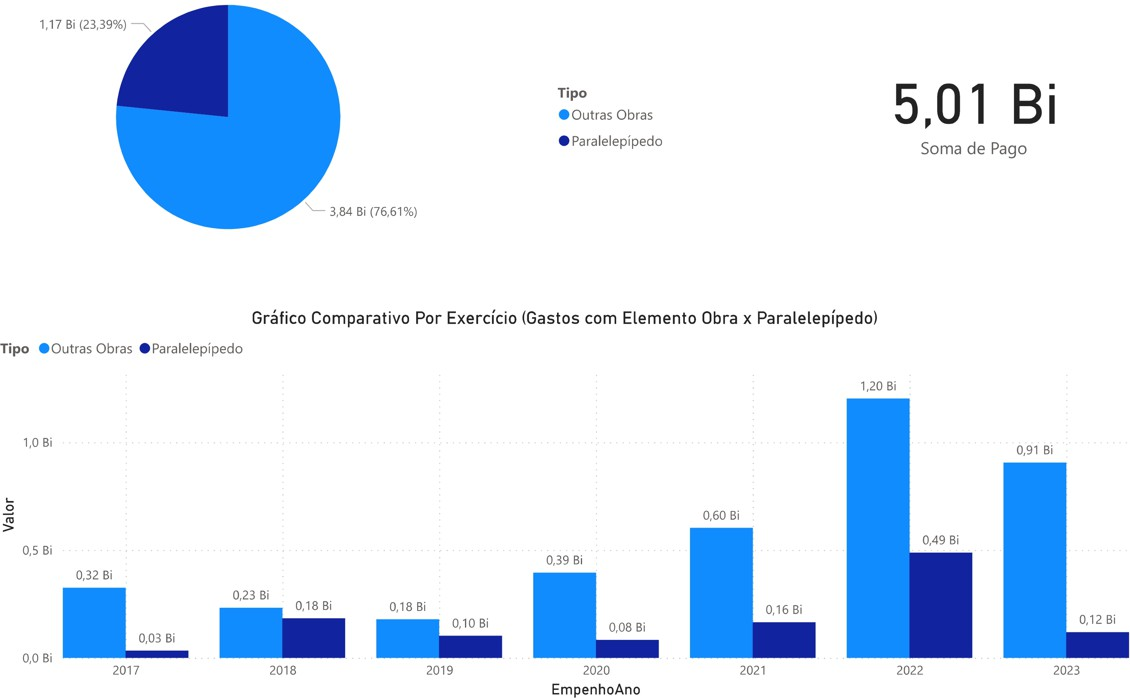 1,17 Bi (23,39%)
3,84 Bi (76,61%)
Tipo
Outras Obras
Paralelepípedo
5,01 Bi
Soma de Pago
Gráfico Comparativo Por Exercício (Gastos com Elemento Obra x Paralelepípedo)
Tipo Outras Obras Paralelepípedo
Valor
1,0 Bi
0,5 Bi
0,0 Bi
0,32 Bi
0,03 Bi
0,23 Bi
0,18 Bi
0,18 Bi
0,10 Bi
0,39 Bi
0,08 Bi
0,60 Bi
0,16 Bi
1,20 Bi
0,49 Bi
0,91 Bi
0,12 Bi
2017 2018 2019 2020 2021 2022 2023
EmpenhoAno